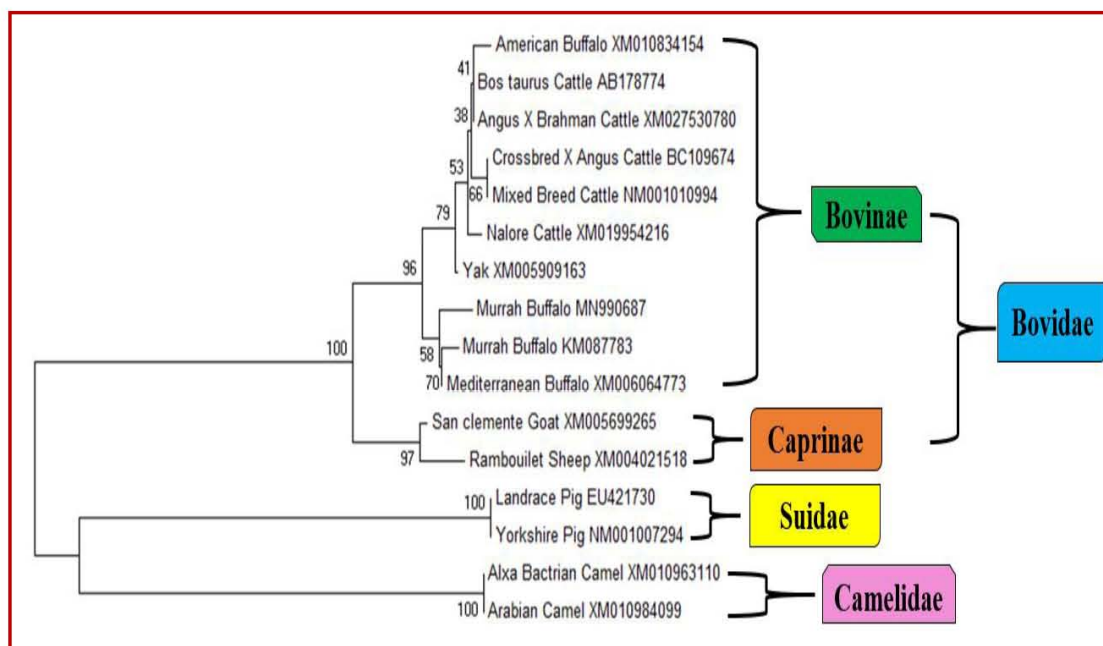 American Buffalo XM010834154
41
Bos taurus Cattle AB178774
38
Angus X Brahman Cattle XM027530780
Crossbred X Angus Cattle BC109674
53
66
Mixed Breed Cattle NM001010994
79
Nalore Cattle XM019954216
Yak XM005909163
96
Murrah Buffalo MN990687
Murrah Buffalo KM087783
58
70
Mediterranean Buffalo XM006064773
100
San clemente Goat XM005699265
97
Rambouilet Sheep XM004021518
100
Landrace Pig EU421730
Yorkshire Pig NM001007294
Alxa Bactrian Camel XM010963110
100
Arabian Camel XM010984099
Bovinae
Bovidae
Caprinae
Suidae
Camelidae